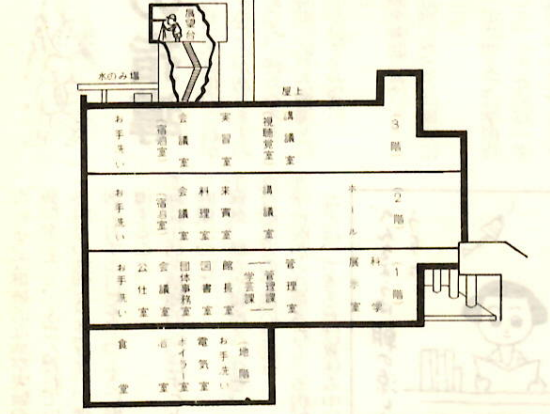 展望台
水のみ場
屋上
(3階)
講議室
視聴覚室
実習室
会議室
(宿泊室)
お手洗い
(2階)
ホール
講議室
来賓室
料理室
会議室
(宿泊室)
お手洗い
(1階)
科学
展示室
管理室
管理課
学芸課
館長室
図書室
団体事務室
会議室
公仕室
お手洗い
(地階)
お手洗い
電気室
ボイラー室
浴室
食室